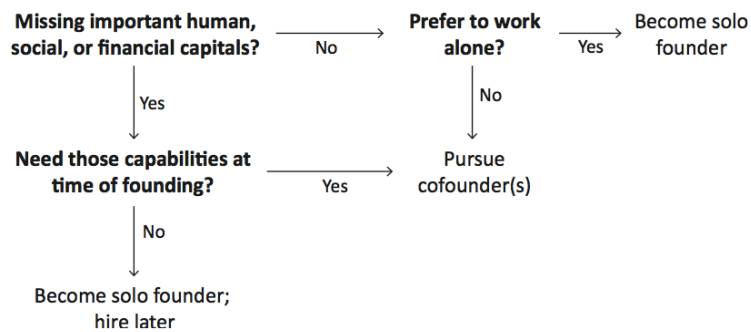 Missing important human,
social, or financial capitals?
No
Prefer to work
alone?
Yes
Become solo
founder
Yes
No
Need those capabilities at
time of founding?
Yes
Pursue
cofounder(s)
No
Become solo founder;
hire later